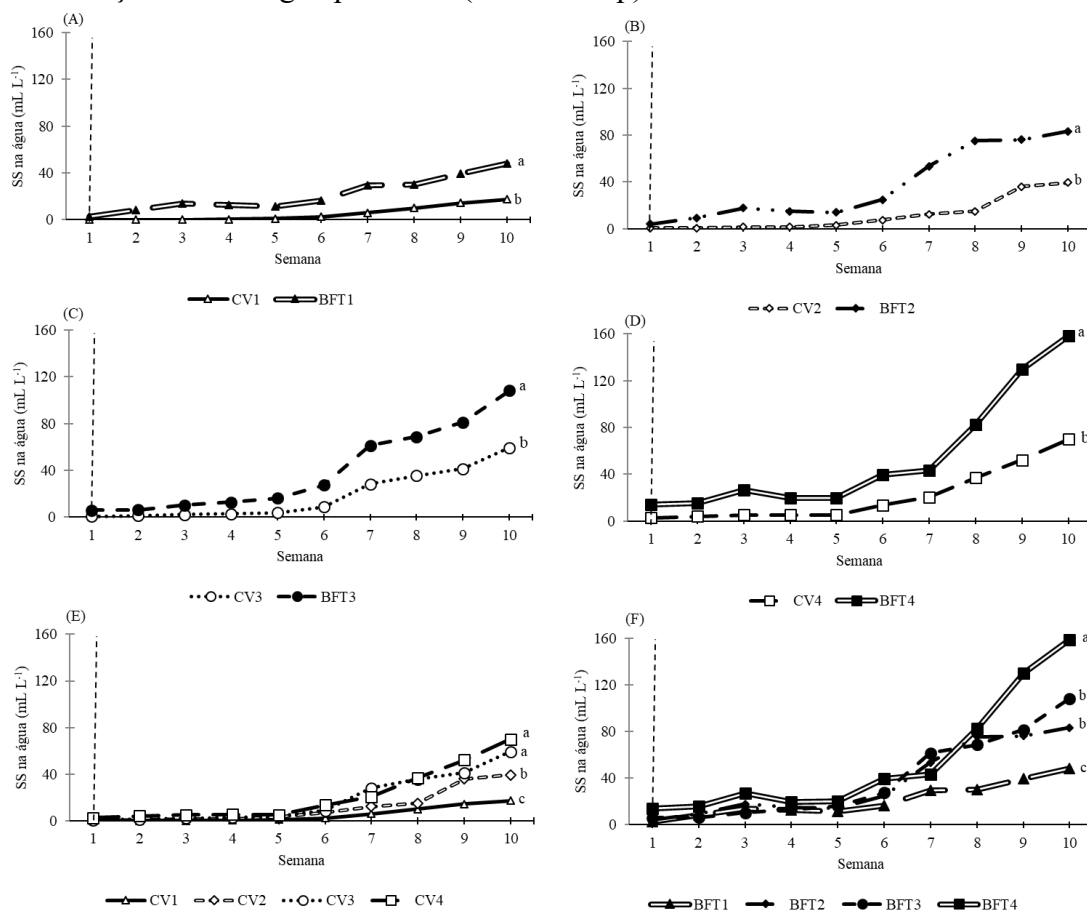 (A)
SS na água (mL L⁻¹)
160
120
80
40
0
a
b
1 2 3 4 5 6 7 8 9 10
Semana
CV1 BFT1
(B)
SS na água (mL L⁻¹)
160
120
80
40
0
a
b
1 2 3 4 5 6 7 8 9 10
Semana
CV2 BFT2
(C)
SS na água (mL L⁻¹)
160
120
80
40
0
a
b
1 2 3 4 5 6 7 8 9 10
Semana
CV3 BFT3
(D)
SS na água (mL L⁻¹)
160
120
80
40
0
a
b
1 2 3 4 5 6 7 8 9 10
Semana
CV4 BFT4
(E)
SS na água (mL L⁻¹)
160
120
80
40
0
a
a
b
c
1 2 3 4 5 6 7 8 9 10
Semana
CV1 CV2 CV3 CV4
(F)
SS na água (mL L⁻¹)
160
120
80
40
0
a
b
b
c
1 2 3 4 5 6 7 8 9 10
Semana
BFT1 BFT2 BFT3 BFT4